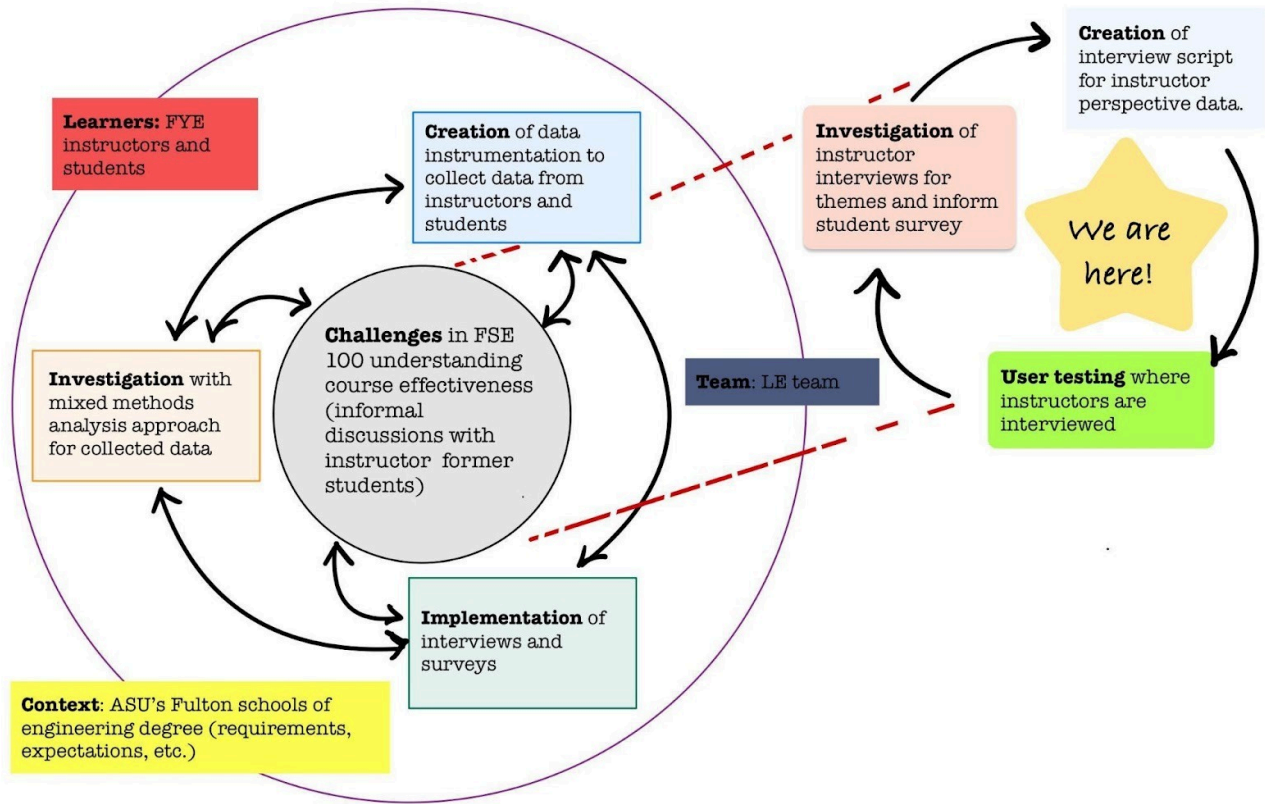 Learners: FYE
instructors and
students
Creation of data
instrumentation to
collect data from
instructors and
students
Investigation with
mixed methods
analysis approach
for collected data
Challenges in FSE
100 understanding
course effectiveness
(informal
discussions with
instructor former
students)
Team: LE team
Implementation of
interviews and
surveys
Context: ASU's Fulton schools of
engineering degree (requirements,
expectations, etc.)
Investigation of
instructor
interviews for
themes and inform
student survey
Creation of
interview script
for instructor
perspective data.
We are
here!
User testing where
instructors are
interviewed